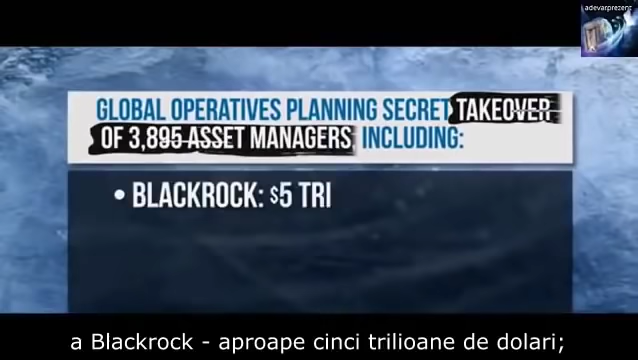 adevarprezent
GLOBAL OPERATIVES PLANNING SECRET TAKEOVER
OF 3,895 ASSET MANAGERS, INCLUDING:
• BLACKROCK: $5 TRI
a Blackrock - aproape cinci trilioane de dolari;